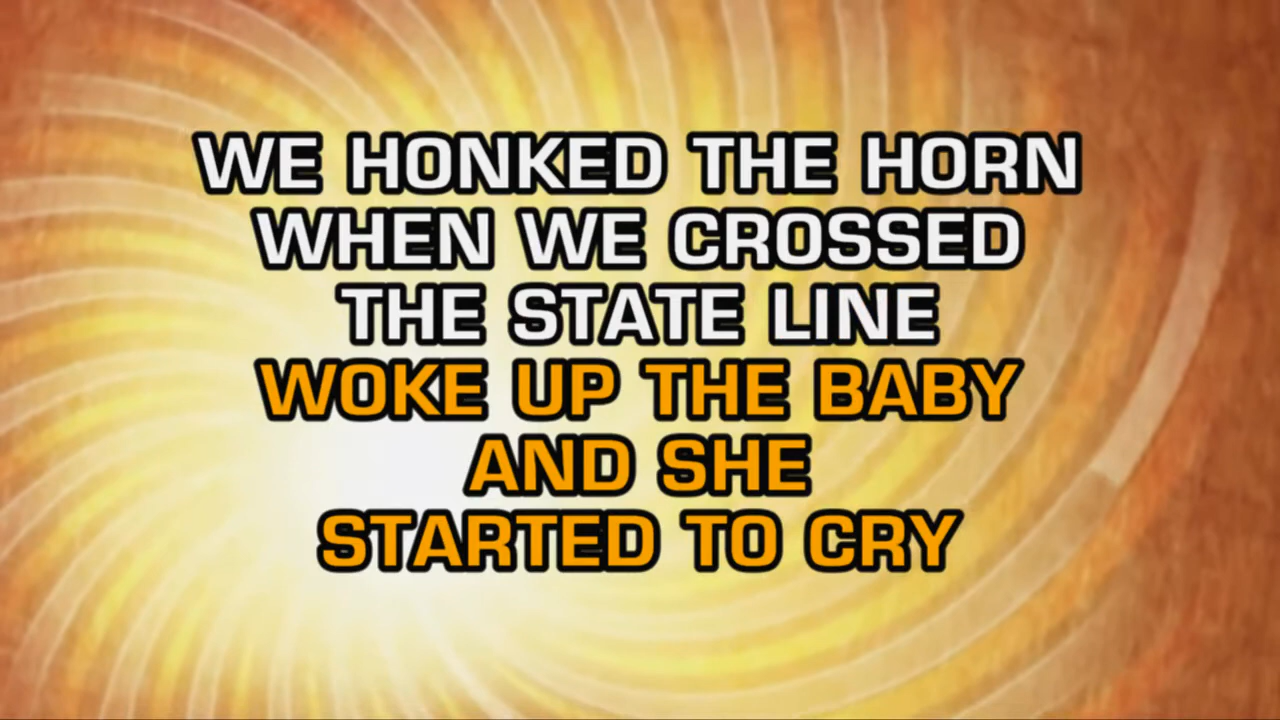 WE HONKED THE HORN
WHEN WE CROSSED
THE STATE LINE
WOKE UP THE BABY
AND SHE
STARTED TO CRY